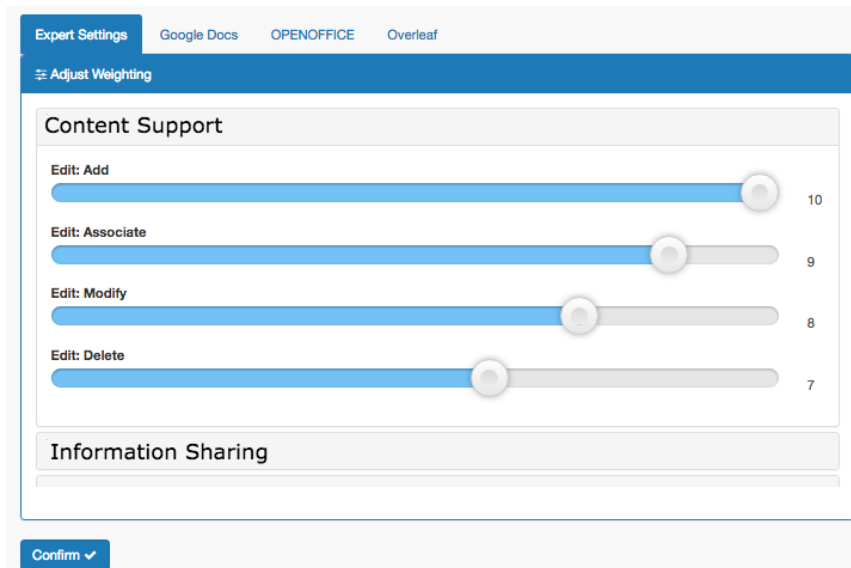 Expert Settings Google Docs OPENOFFICE Overleaf
Adjust Weighting
Content Support
Edit: Add
10
Edit: Associate
9
Edit: Modify
8
Edit: Delete
7
Information Sharing
Confirm